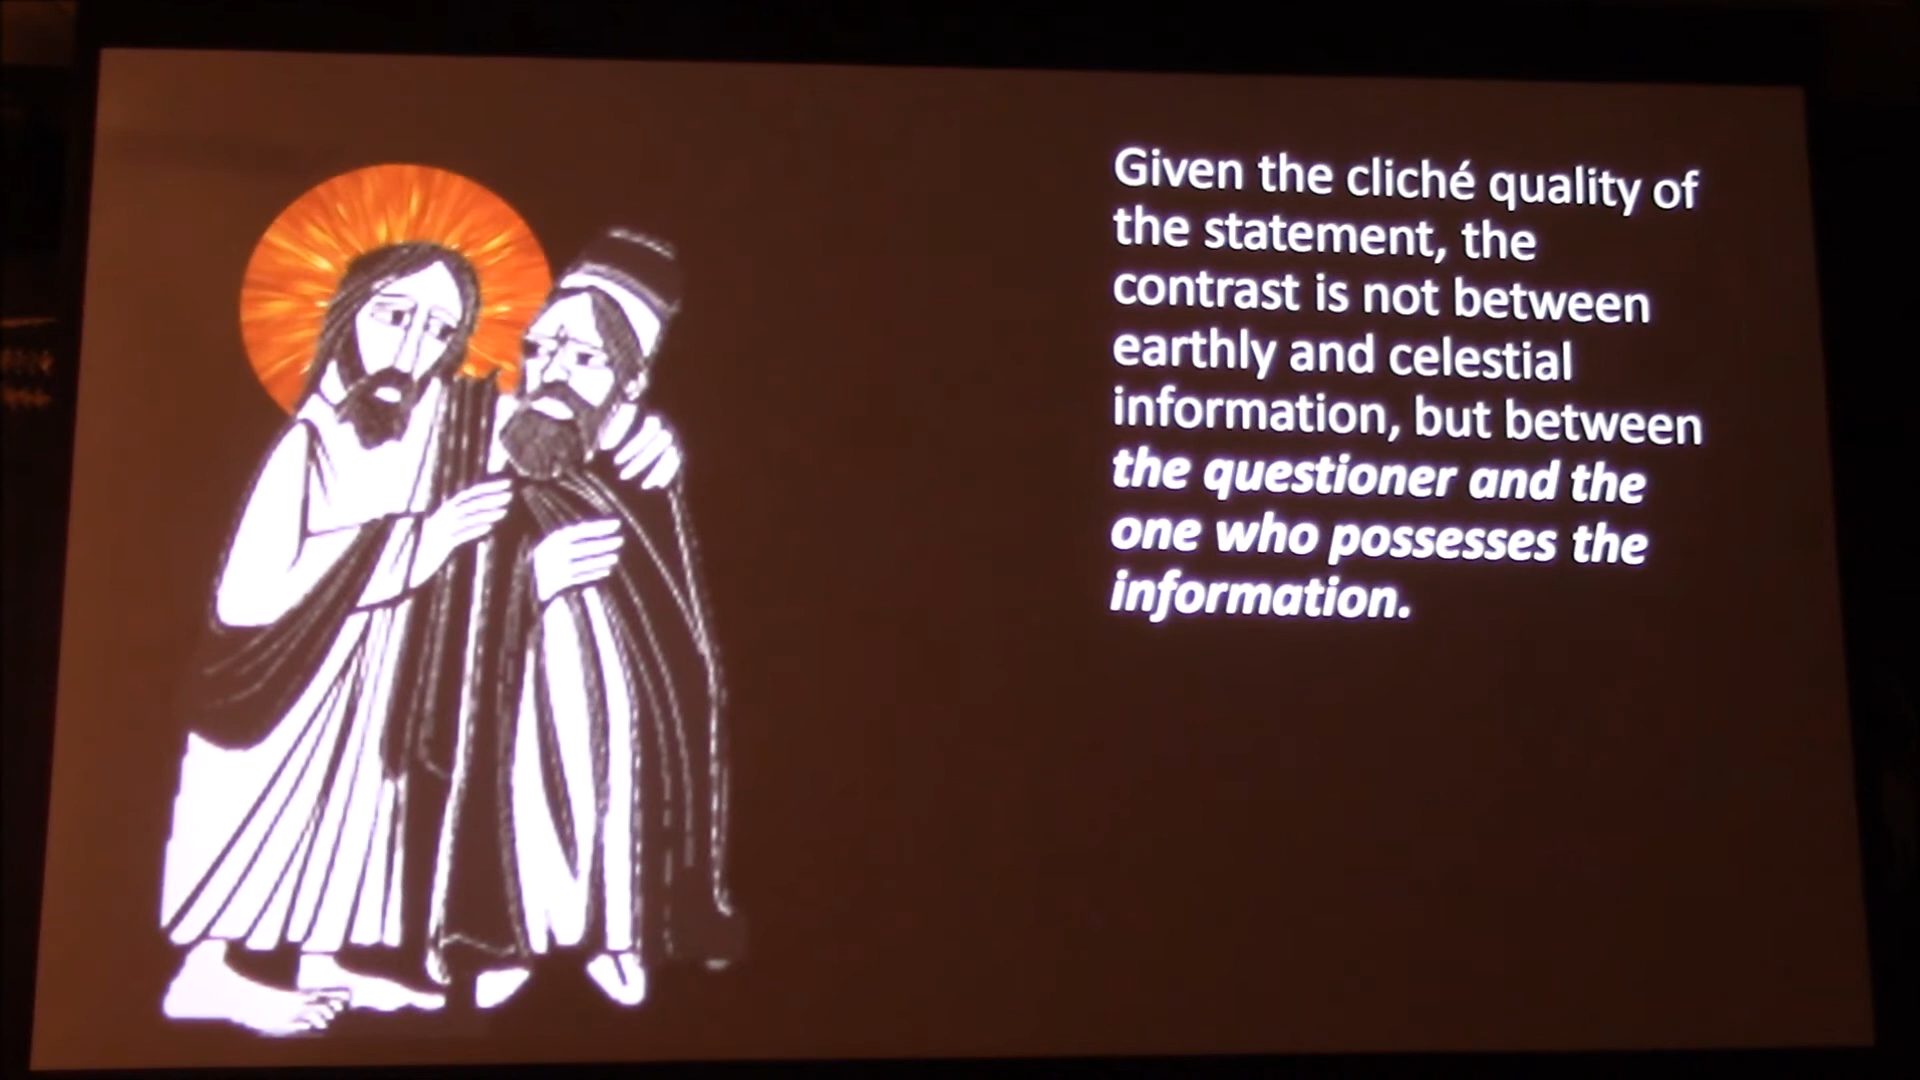 Given the cliché quality of
the statement, the
contrast is not between
earthly and celestial
information, but between
the questioner and the
one who possesses the
information.